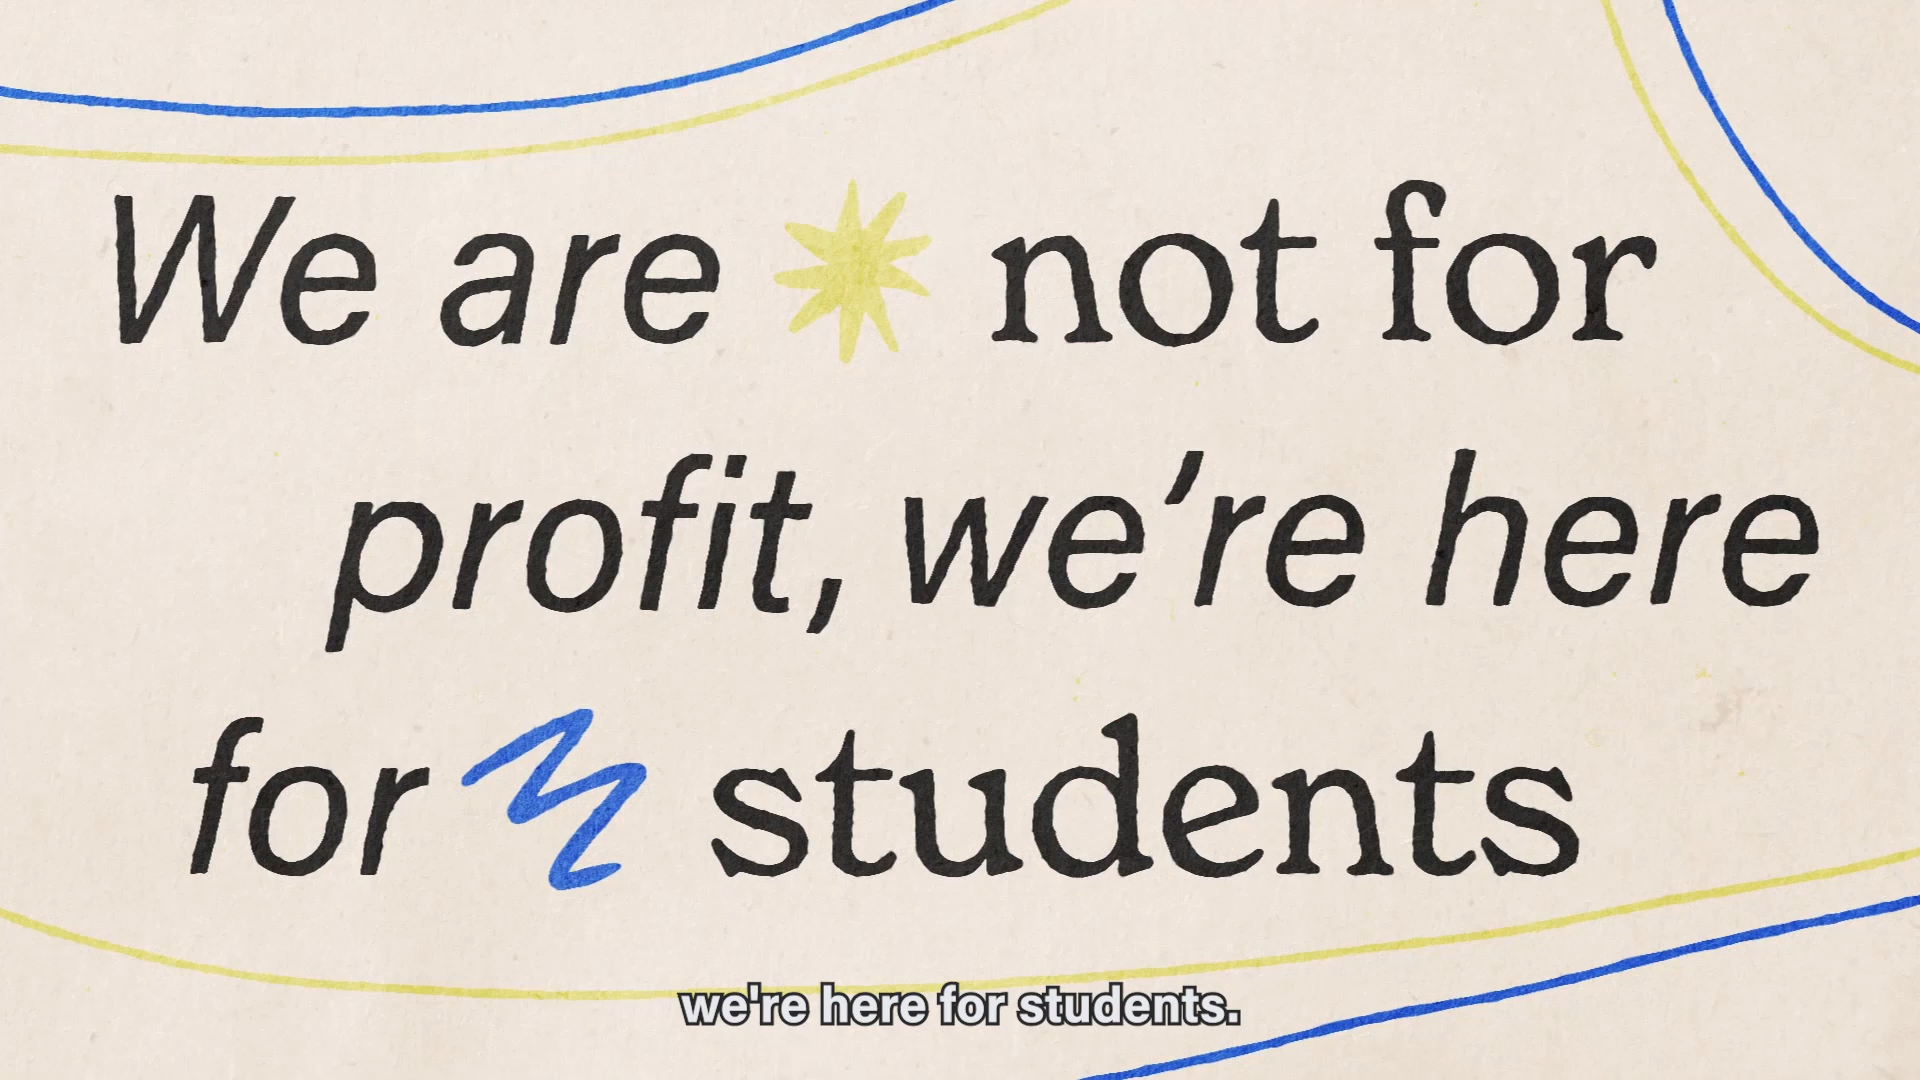 We are not for
profit, we’re here
for students
we're here for students.